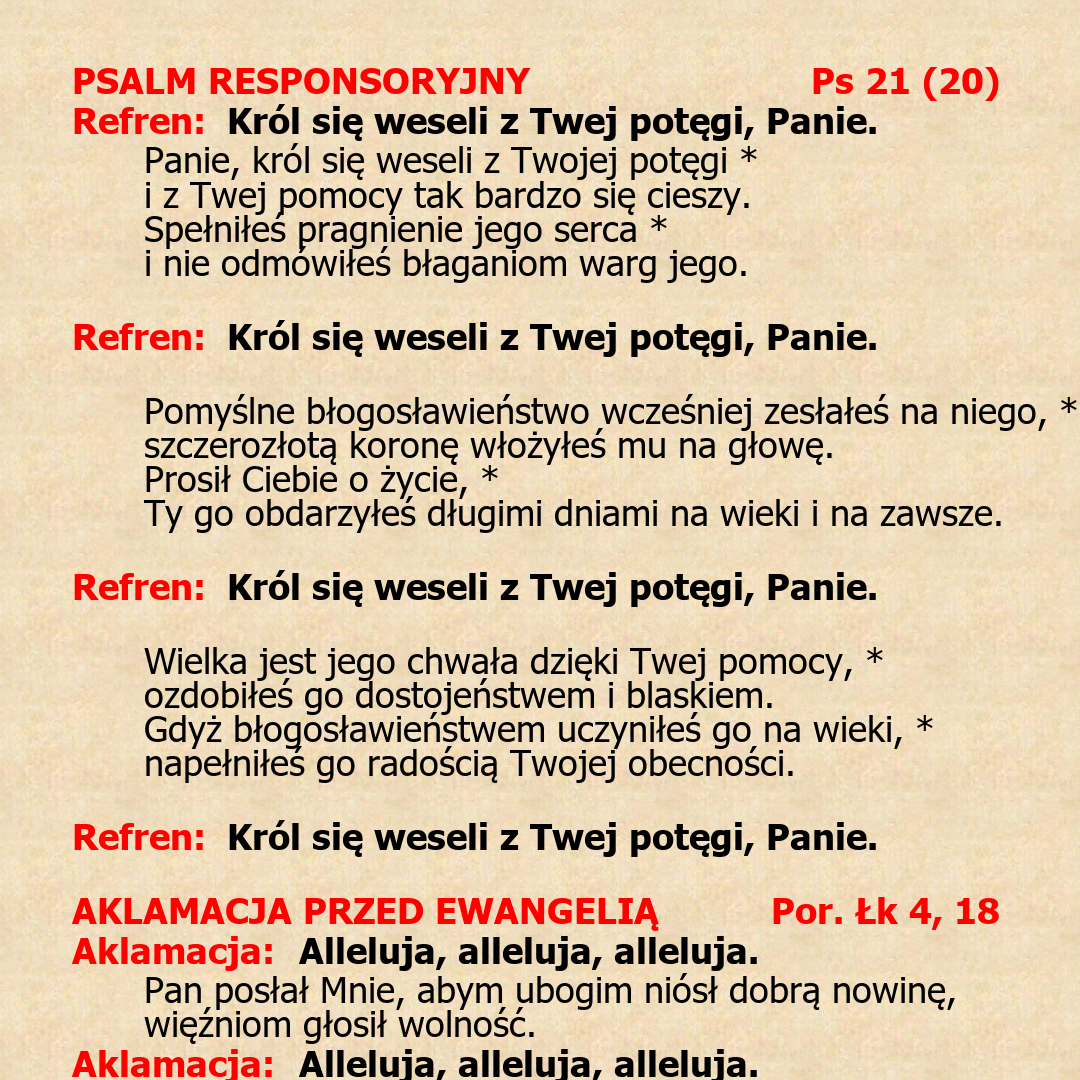 PSALM RESPONSORYJNY Ps 21 (20)
Refren: Król się weseli z Twej potęgi, Panie.
Panie, król się weseli z Twojej potęgi *
i z Twej pomocy tak bardzo się cieszy.
Spełniłeś pragnienie jego serca *
i nie odmówiłeś błaganiom warg jego.
Refren: Król się weseli z Twej potęgi, Panie.
Pomyślne błogosławieństwo wcześniej zesłałeś na niego, *
szczerozłotą koronę włożyłeś mu na głowę.
Prosił Ciebie o życie, *
Ty go obdarzyłeś długimi dniami na wieki i na zawsze.
Refren: Król się weseli z Twej potęgi, Panie.
Wielka jest jego chwała dzięki Twej pomocy, *
ozdobiłeś go dostojeństwem i blaskiem.
Gdyż błogosławieństwem uczyniłeś go na wieki, *
napełniłeś go radością Twojej obecności.
Refren: Król się weseli z Twej potęgi, Panie.
AKLAMACJA PRZED EWANGELIĄ Por. Łk 4, 18
Aklamacja: Alleluja, alleluja, alleluja.
Pan posłał Mnie, abym ubogim niósł dobrą nowinę,
więźniom głosił wolność.
Aklamacja: Alleluja, alleluja, alleluja.